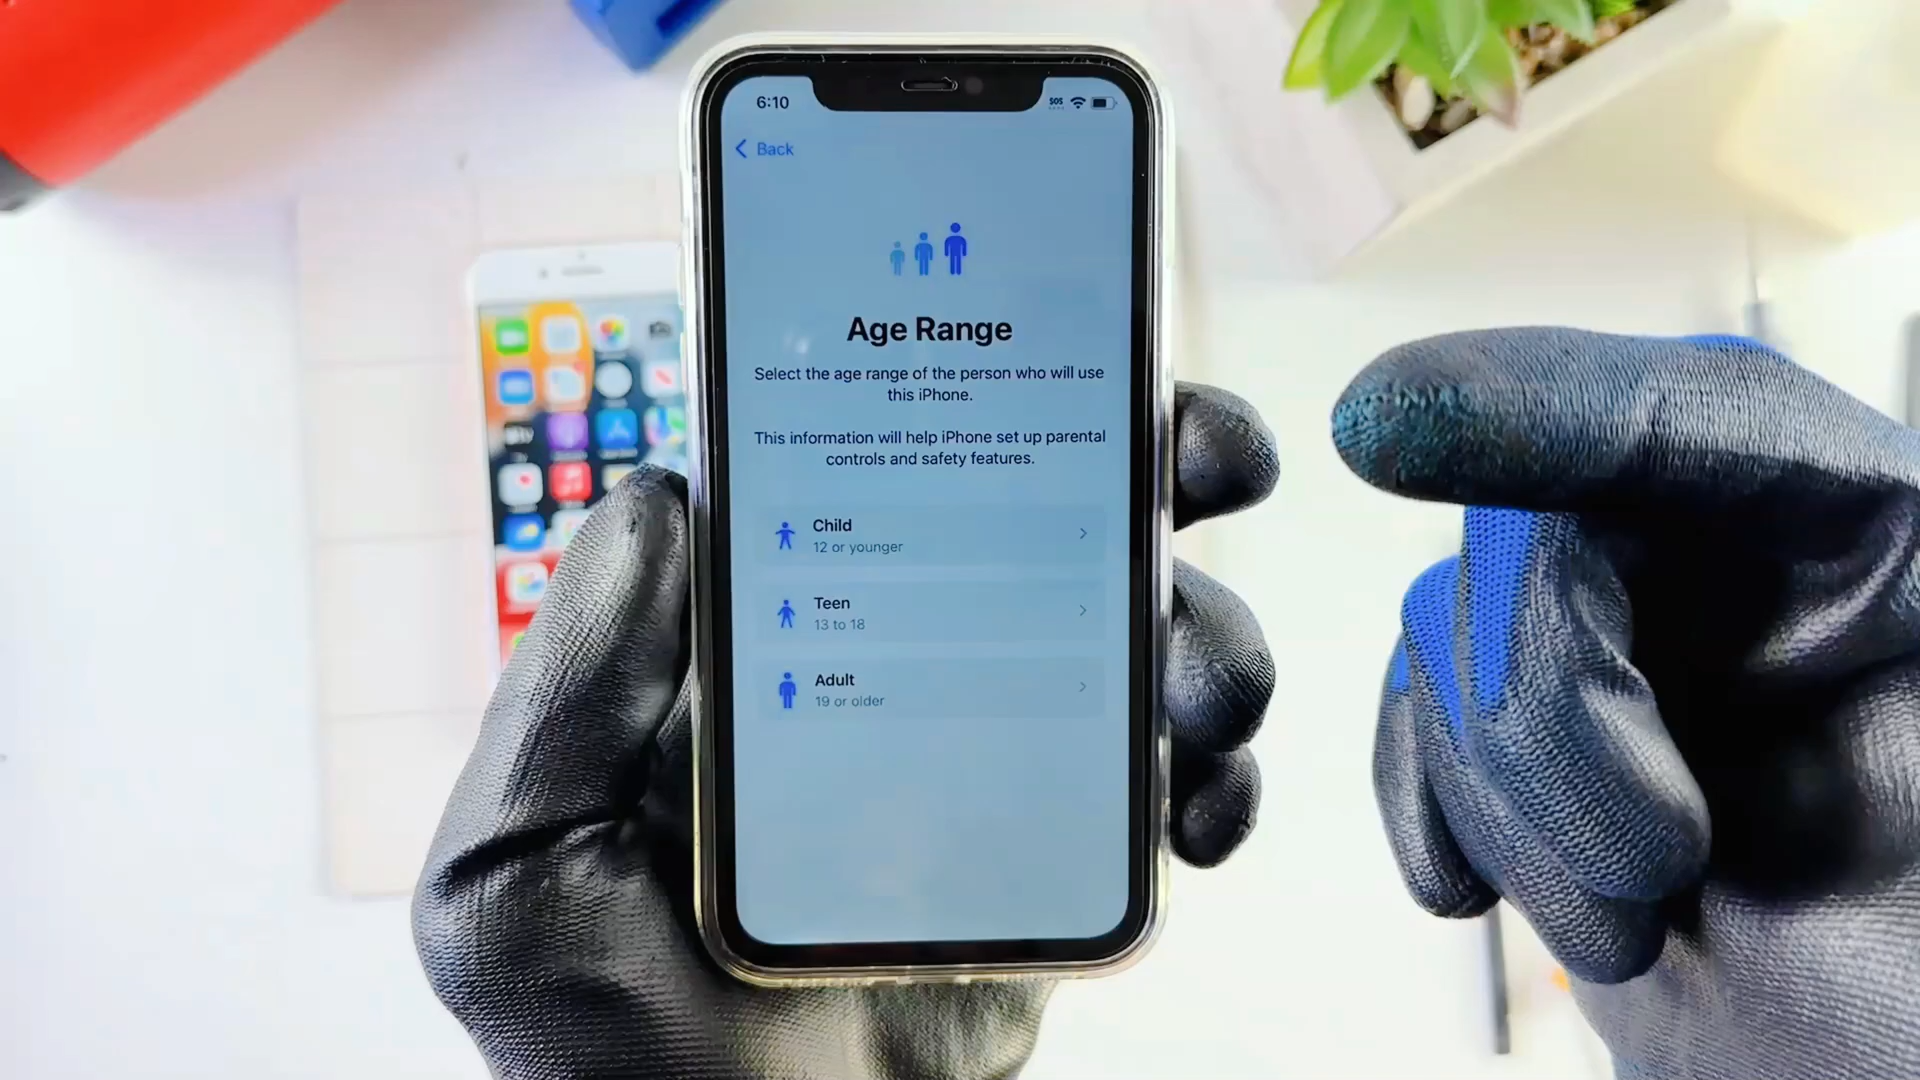 6:10
SOS
Back
Age Range
Select the age range of the person who will use
this iPhone.
This information will help iPhone set up parental
controls and safety features.
Child
12 or younger
Teen
13 to 18
Adult
19 or older